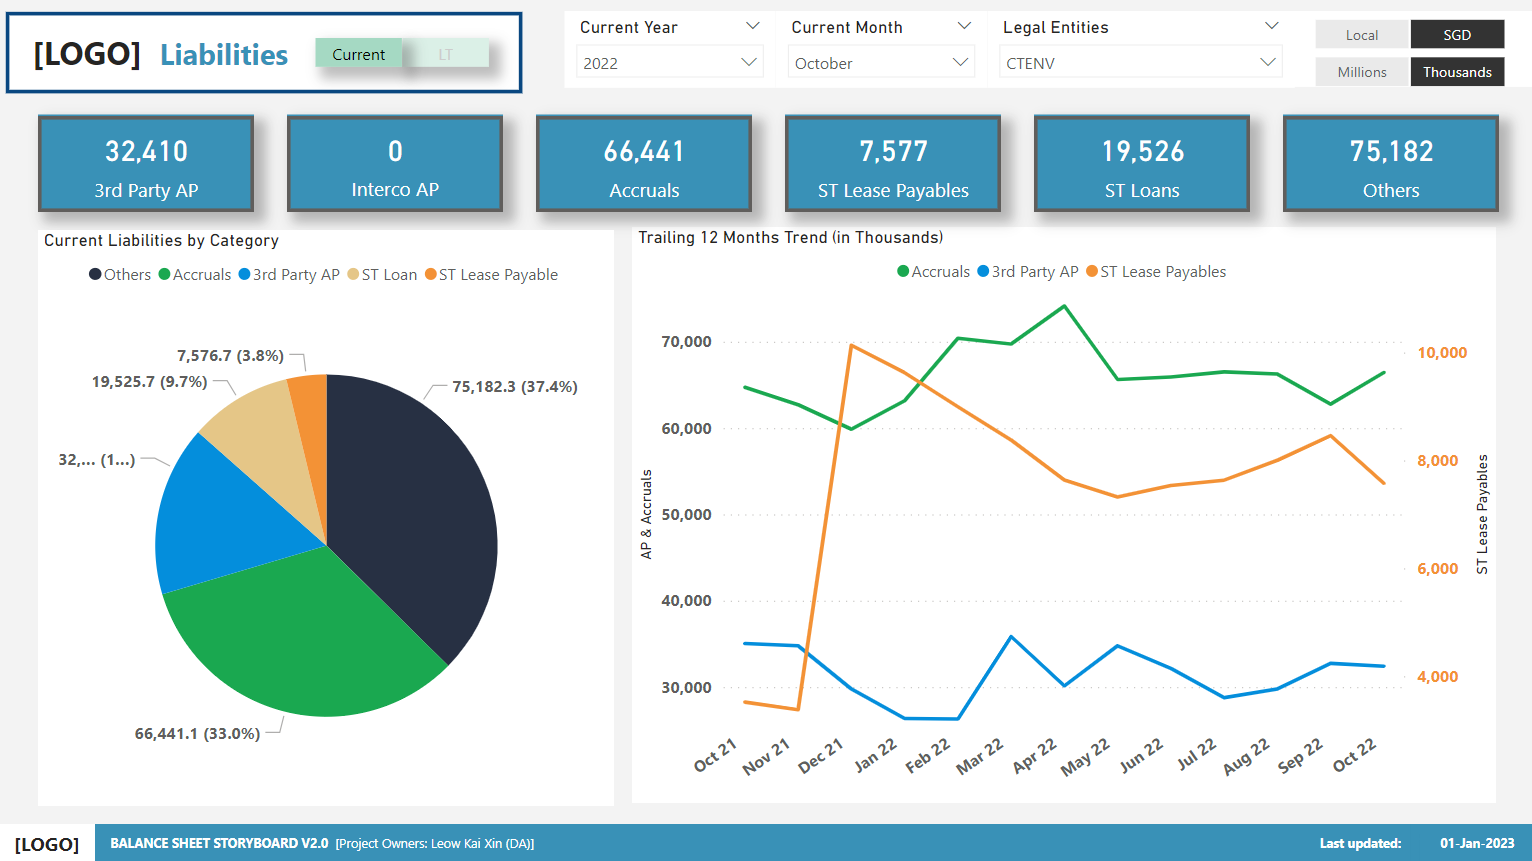 [LOGO] Liabilities
Current LT
Current Year
2022
Current Month
October
Legal Entities
CTENV
Local SGD
Millions Thousands
32,410
3rd Party AP
0
Interco AP
66,441
Accruals
7,577
ST Lease Payables
19,526
ST Loans
75,182
Others
Current Liabilities by Category
Others Accruals 3rd Party AP ST Loan ST Lease Payable
7,576.7 (3.8%)
19,525.7 (9.7%)
75,182.3 (37.4%)
32,... (1...)
66,441.1 (33.0%)
Trailing 12 Months Trend (in Thousands)
Accruals 3rd Party AP ST Lease Payables
AP & Accruals
70,000
60,000
50,000
40,000
30,000
10,000
8,000
6,000
4,000
ST Lease Payables
Oct 21 Nov 21 Dec 21 Jan 22 Feb 22 Mar 22 Apr 22 May 22 Jun 22 Jul 22 Aug 22 Sep 22 Oct 22
[LOGO] BALANCE SHEET STORYBOARD V2.0 [Project Owners: Leow Kai Xin (DA)] Last updated: 01-Jan-2023